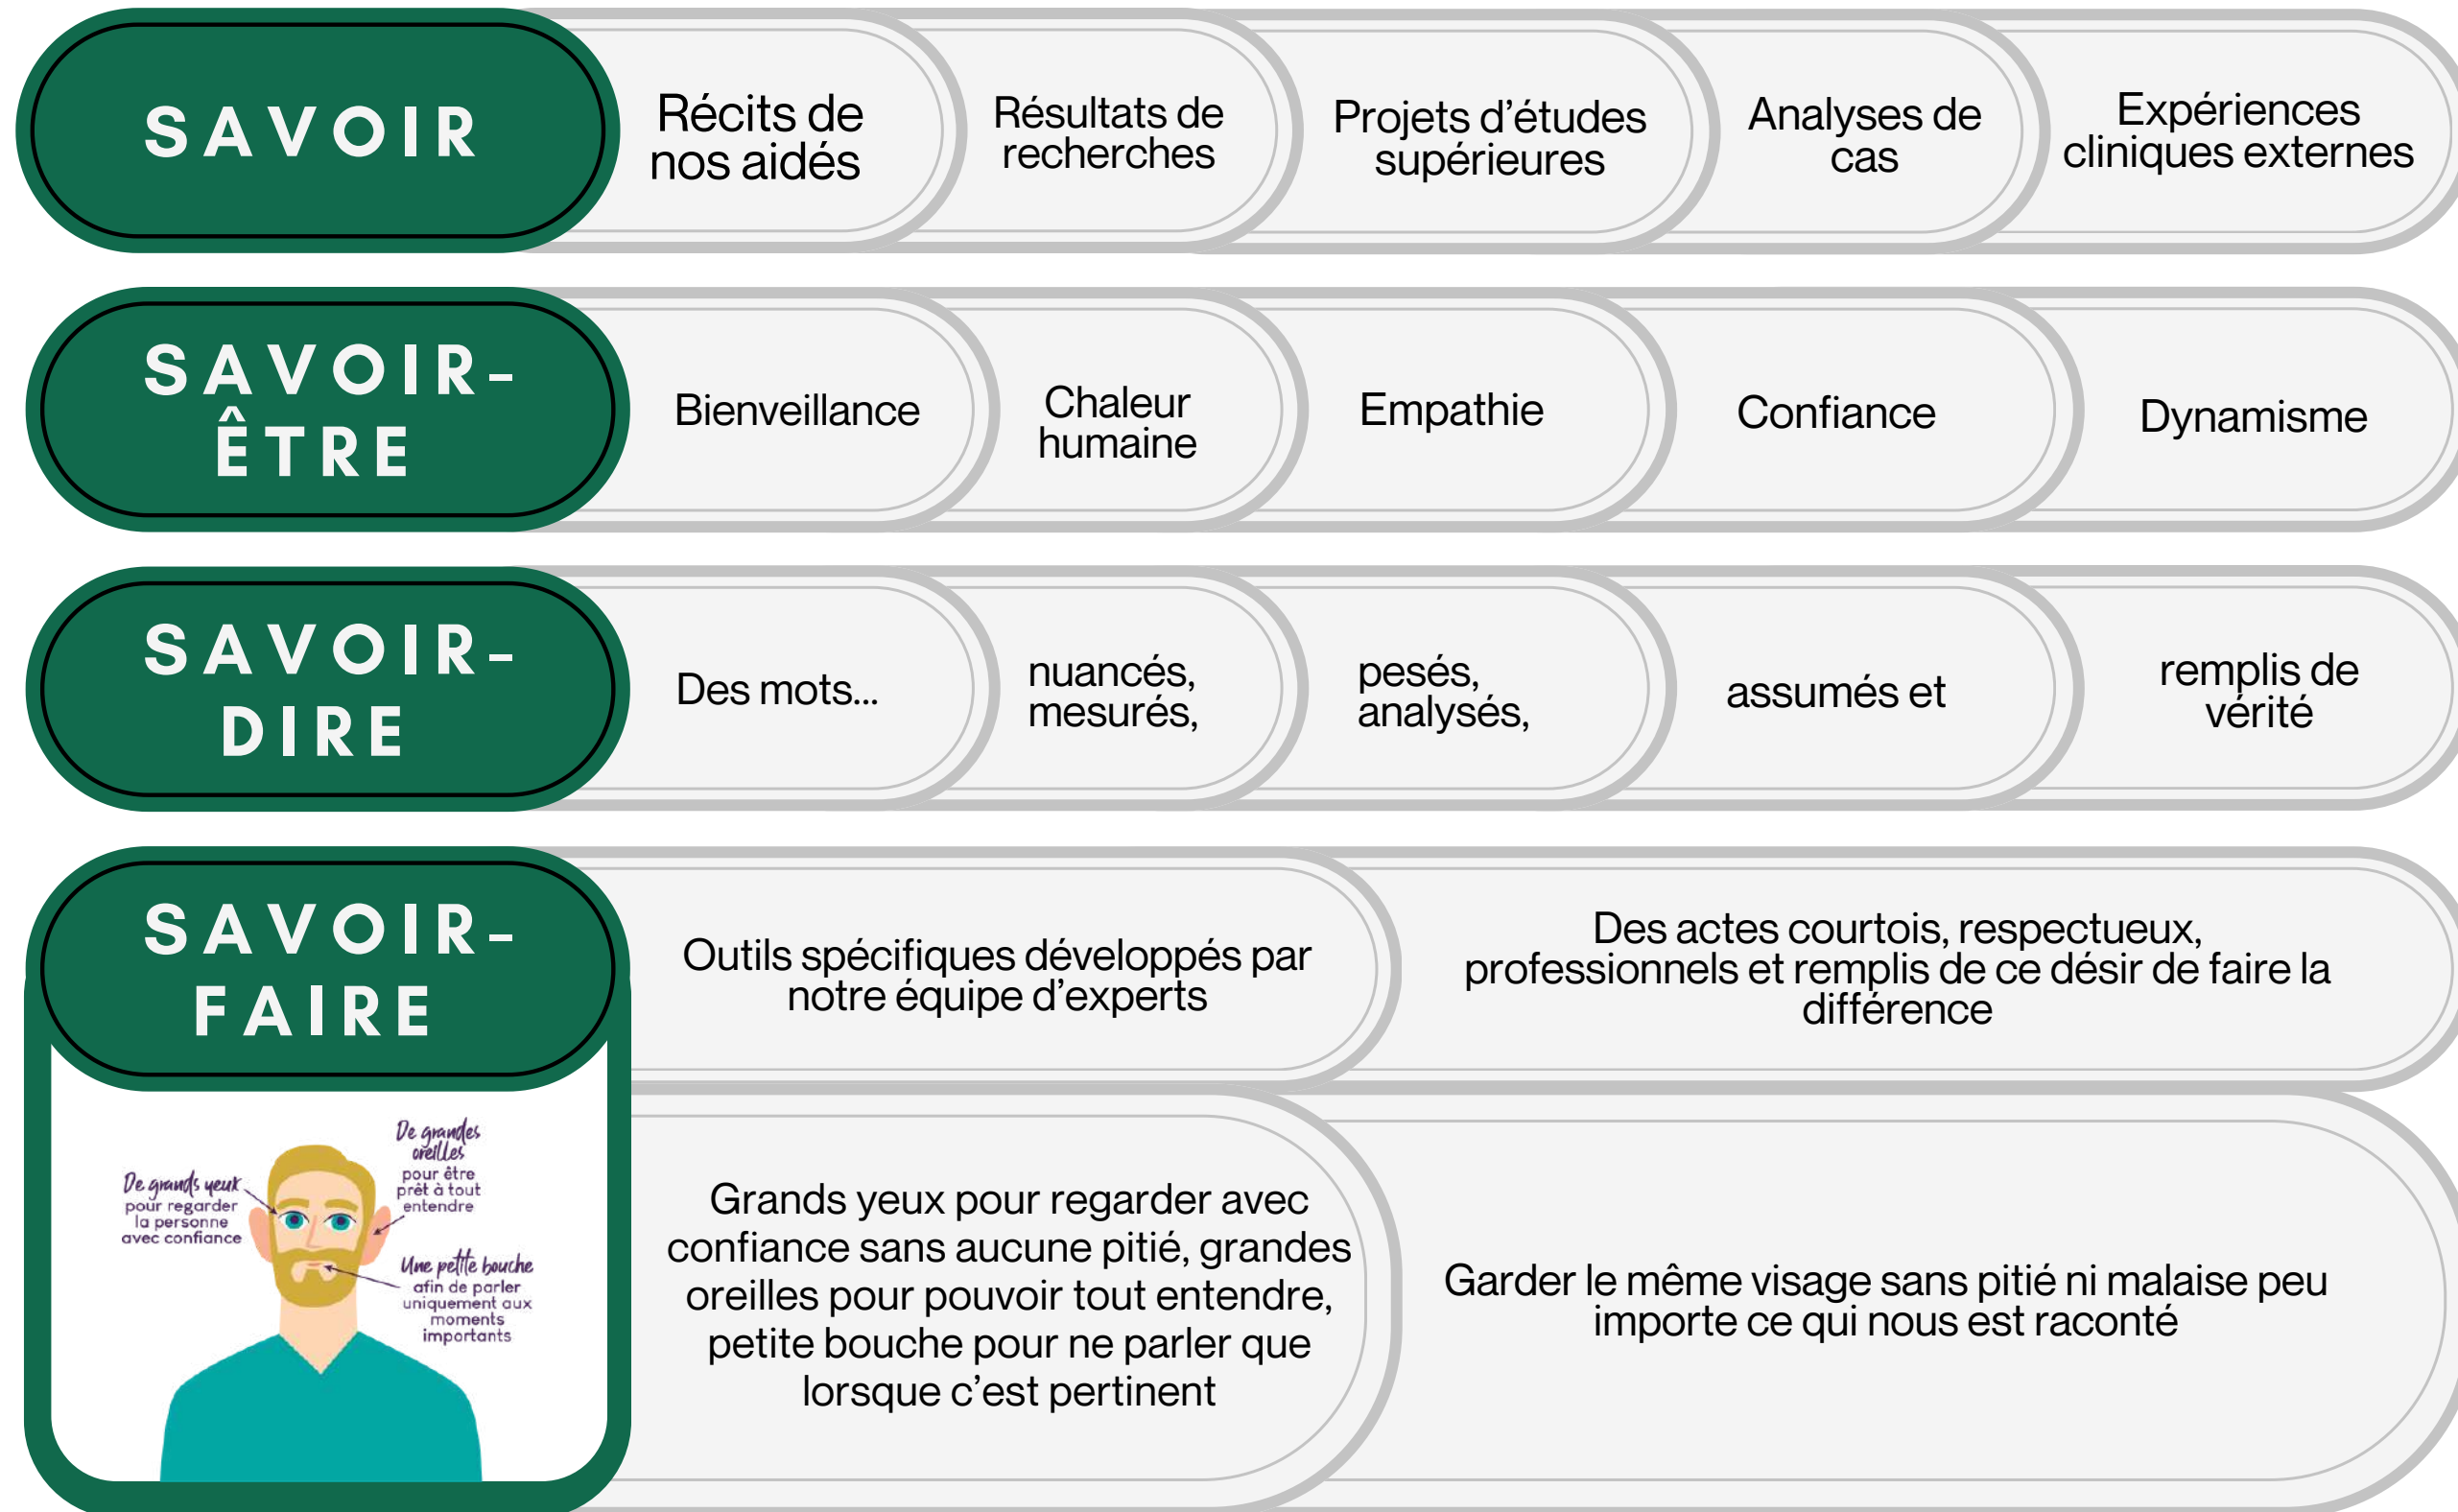 SAVOIR
Récits de
nos aidés
Résultats de
recherches
Projets d'études
supérieures
Analyses de
cas
Expériences
cliniques externes
SAVOIR-
ÊTRE
Bienveillance
Chaleur
humaine
Empathie
Confiance
Dynamisme
SAVOIR-
DIRE
Des mots...
nuancés,
mesurés,
pesés,
analysés,
assumés et
remplis de
vérité
SAVOIR-
FAIRE
Outils spécifiques développés par
notre équipe d'experts
Des actes courtois, respectueux,
professionnels et remplis de ce désir de faire la
différence
De grands yeux
pour regarder
la personne
avec confiance
De grandes
oreilles
pour être
prêt à tout
entendre
Une petite bouche
afin de parler
uniquement aux
moments
importants
Grands yeux pour regarder avec
confiance sans aucune pitié, grandes
oreilles pour pouvoir tout entendre,
petite bouche pour ne parler que
lorsque c'est pertinent
Garder le même visage sans pitié ni malaise peu
importe ce qui nous est raconté